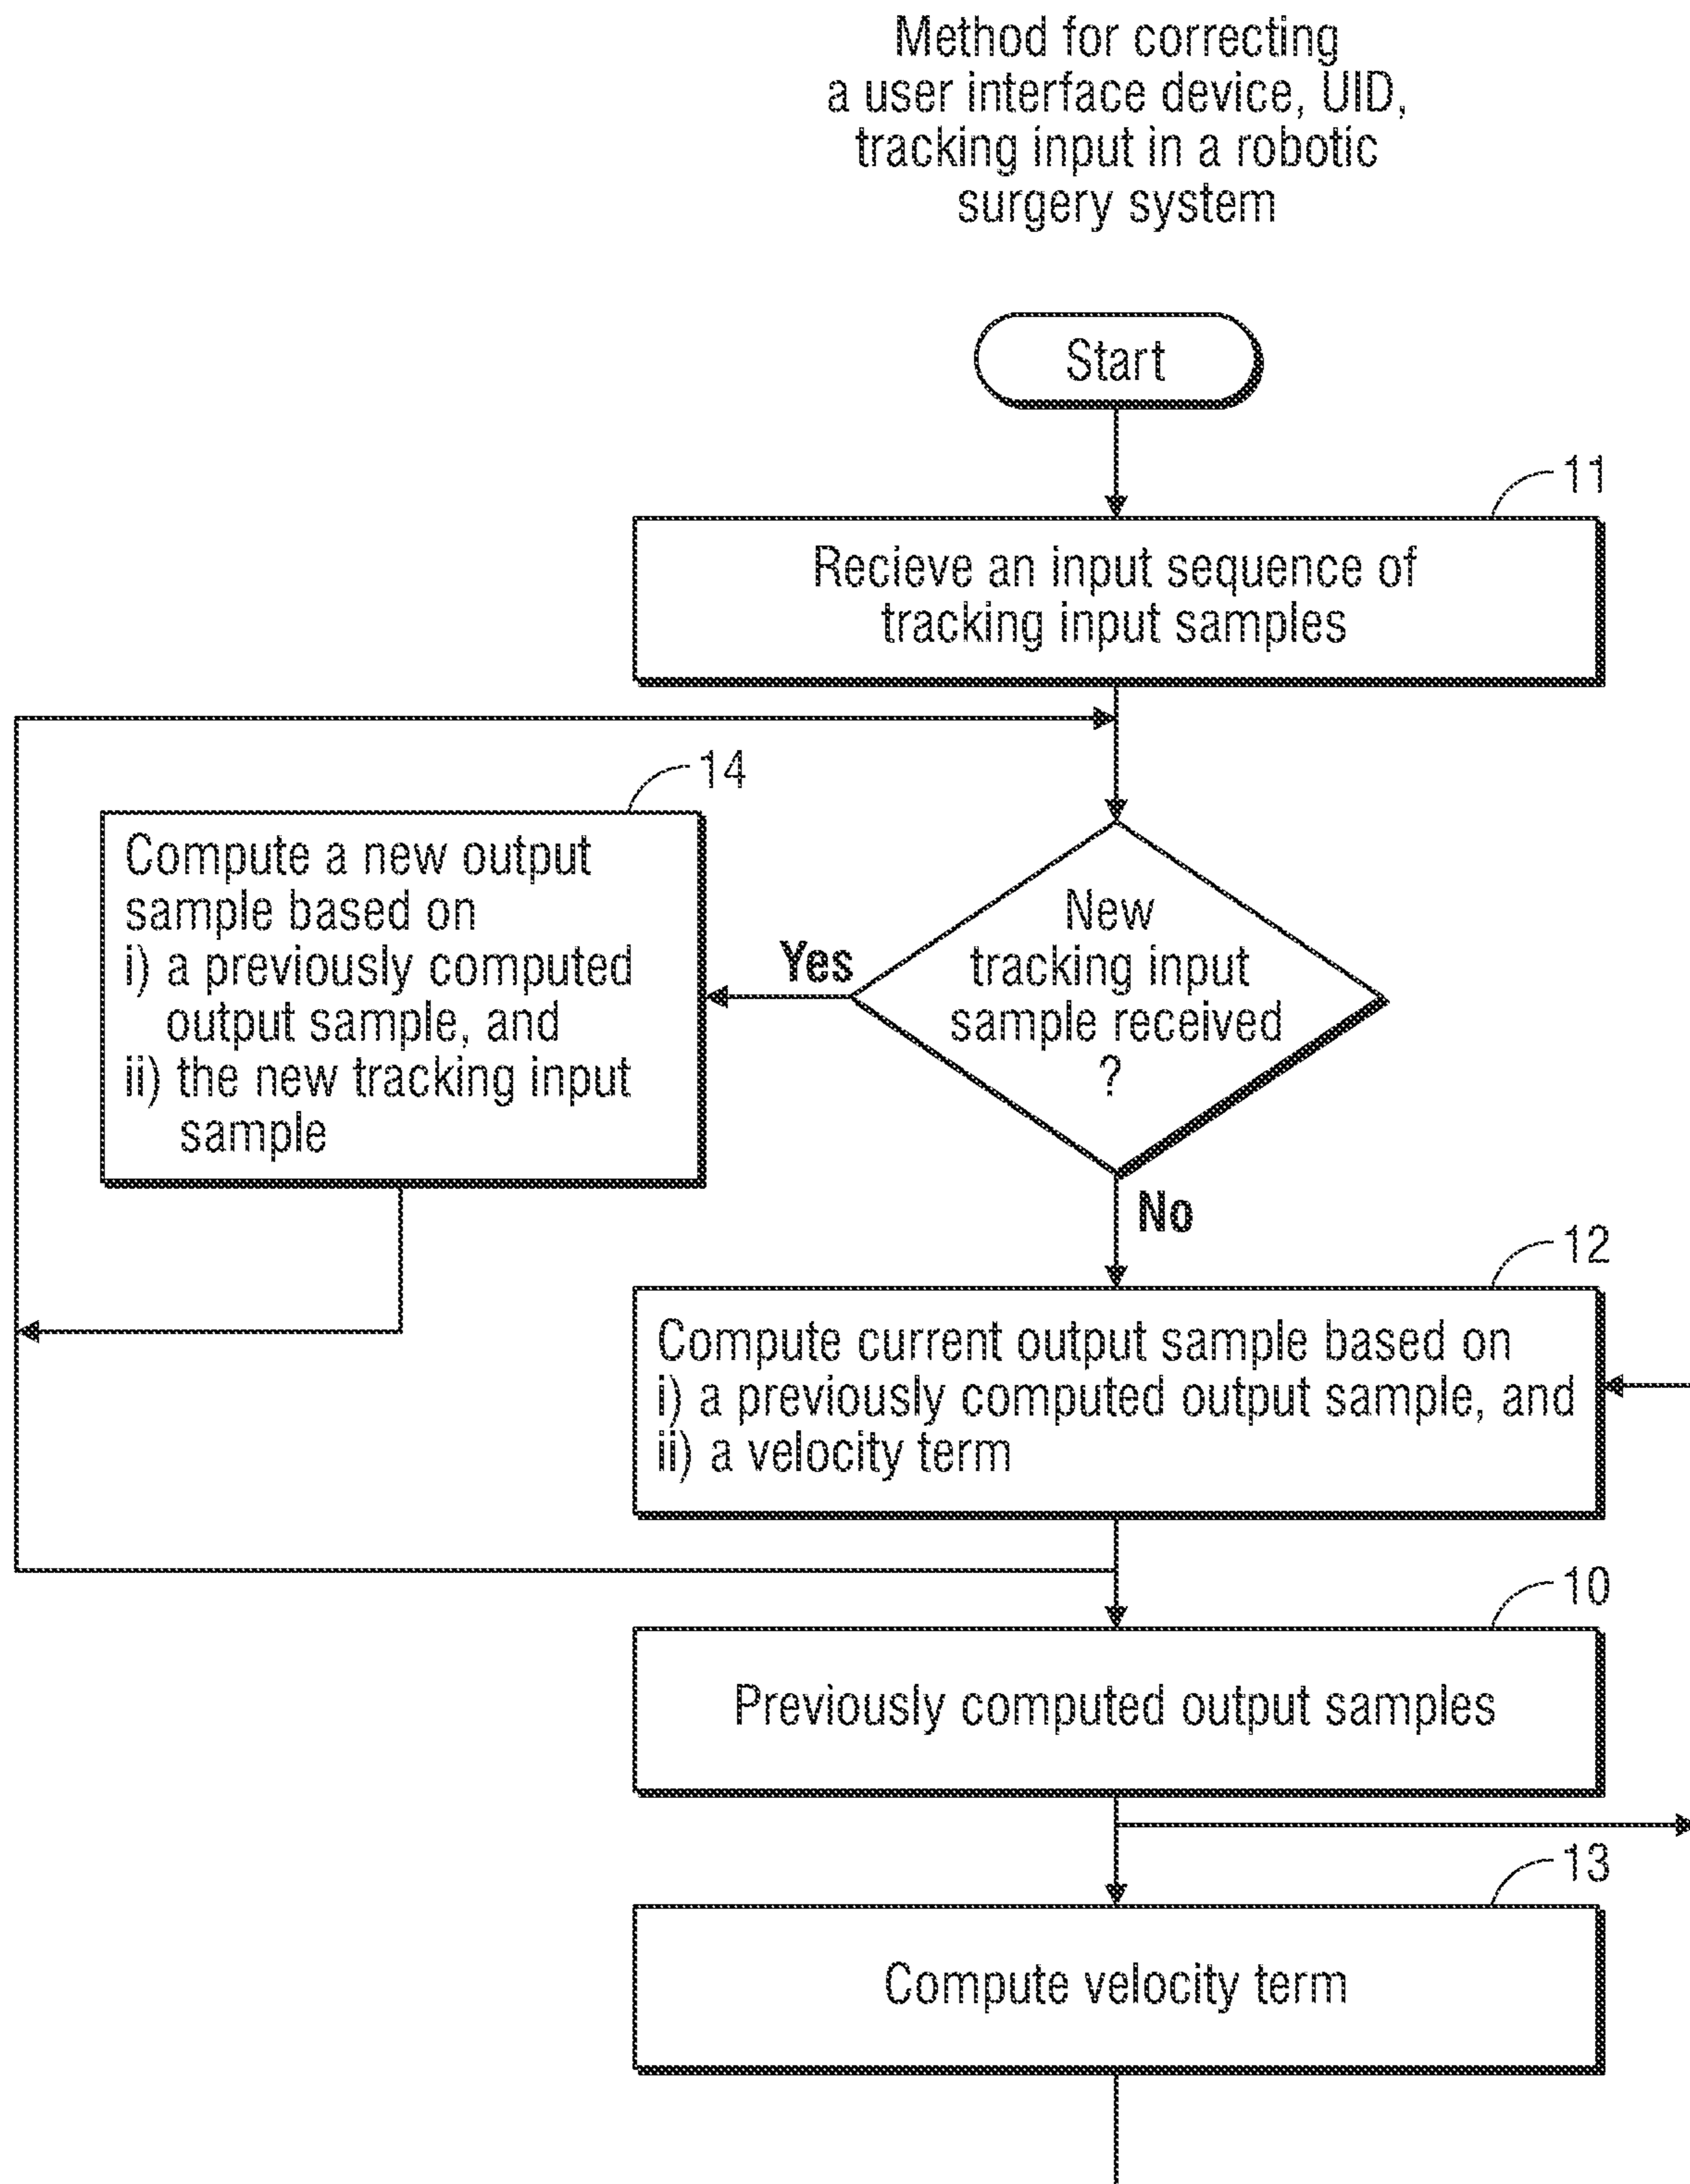 Method for correcting
a user interface device, UID,
tracking input in a robotic
surgery system
Start
11
Recieve an input sequence of
tracking input samples
14
Compute a new output
sample based on
i) a previously computed
output sample, and
ii) the new tracking input
sample
Yes
New
tracking input
sample received
?
No
12
Compute current output sample based on
i) a previously computed output sample, and
ii) a velocity term
10
Previously computed output samples
13
Compute velocity term